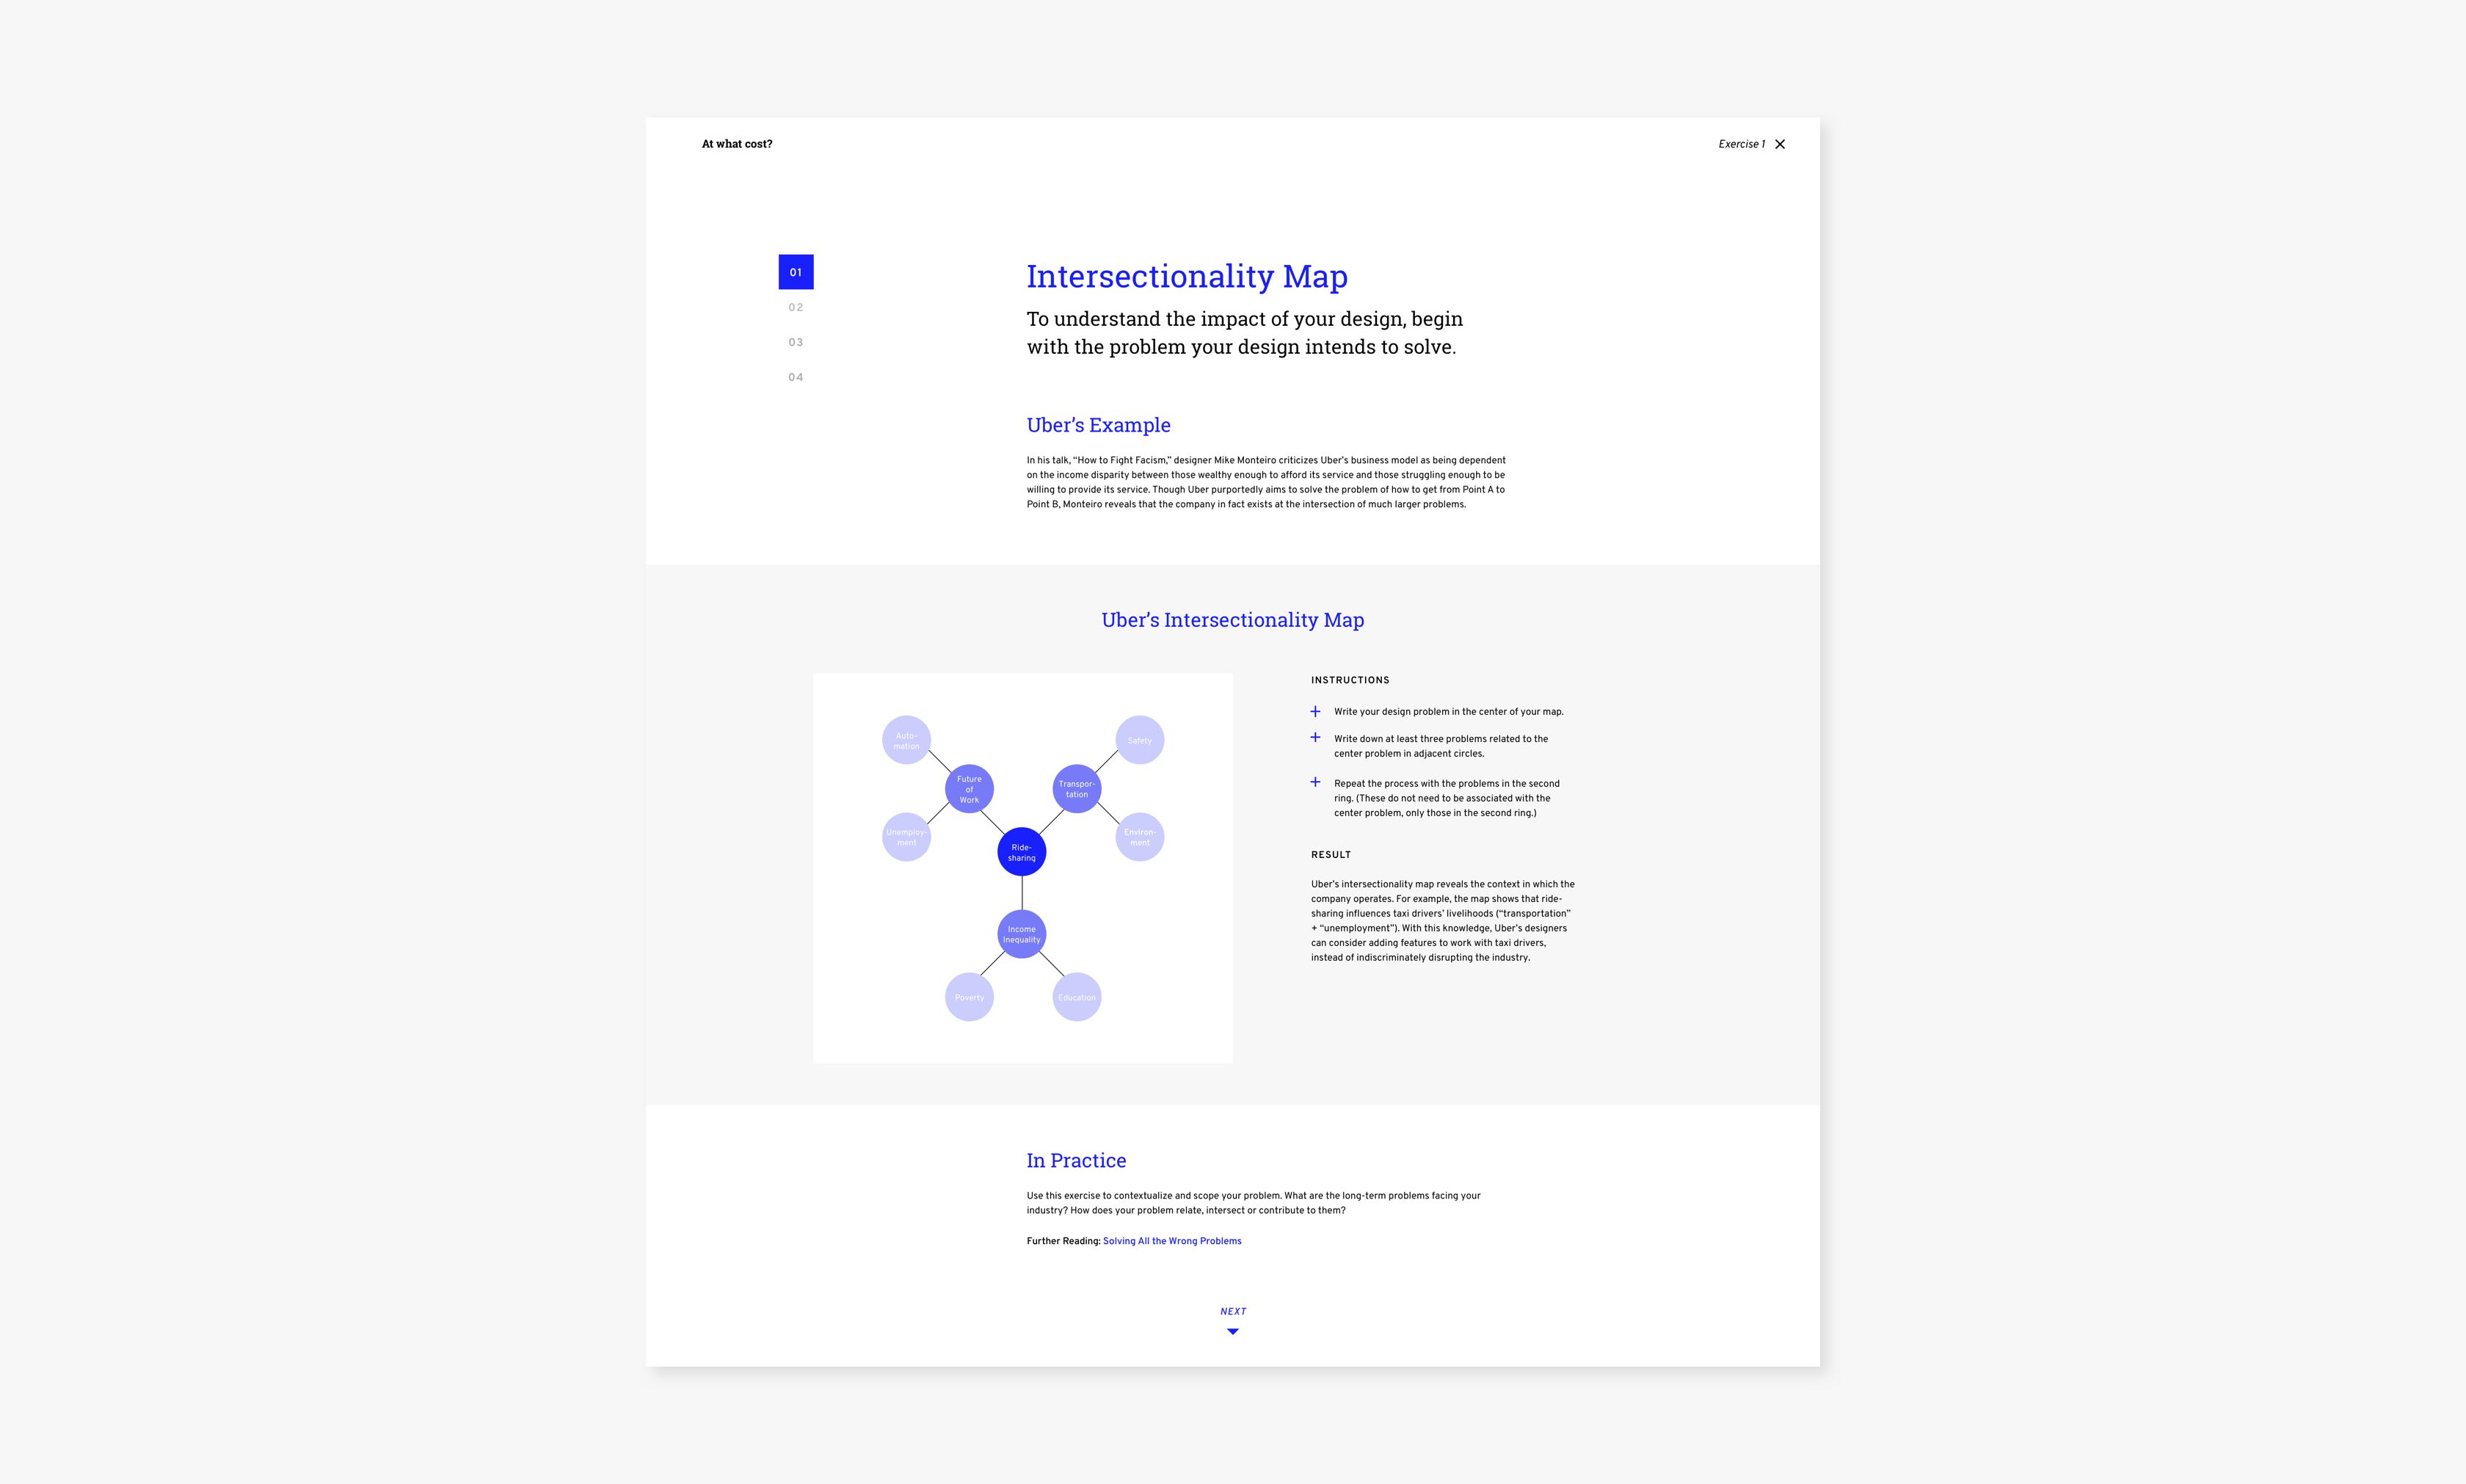 At what cost?
Exercise 1
01
02
03
04
Intersectionality Map
To understand the impact of your design, begin
with the problem your design intends to solve.
Uber’s Example
In his talk, “How to Fight Facism,” designer Mike Monteiro criticizes Uber’s business model as being dependent
on the income disparity between those wealthy enough to afford its service and those struggling enough to be
willing to provide its service. Though Uber purportedly aims to solve the problem of how to get from Point A to
Point B, Monteiro reveals that the company in fact exists at the intersection of much larger problems.
Uber’s Intersectionality Map
Auto-
mation
Safety
Future
of
Work
Transpor-
tation
Unemploy-
ment
Environ-
ment
Ride-
sharing
Income
Inequality
Poverty
Education
INSTRUCTIONS
Write your design problem in the center of your map.
Write down at least three problems related to the
center problem in adjacent circles.
Repeat the process with the problems in the second
ring. (These do not need to be associated with the
center problem, only those in the second ring.)
RESULT
Uber’s intersectionality map reveals the context in which the
company operates. For example, the map shows that ride-
sharing influences taxi drivers’ livelihoods (“transportation”
+ “unemployment”). With this knowledge, Uber’s designers
can consider adding features to work with taxi drivers,
instead of indiscriminately disrupting the industry.
In Practice
Use this exercise to contextualize and scope your problem. What are the long-term problems facing your
industry? How does your problem relate, intersect or contribute to them?
Further Reading: Solving All the Wrong Problems
NEXT